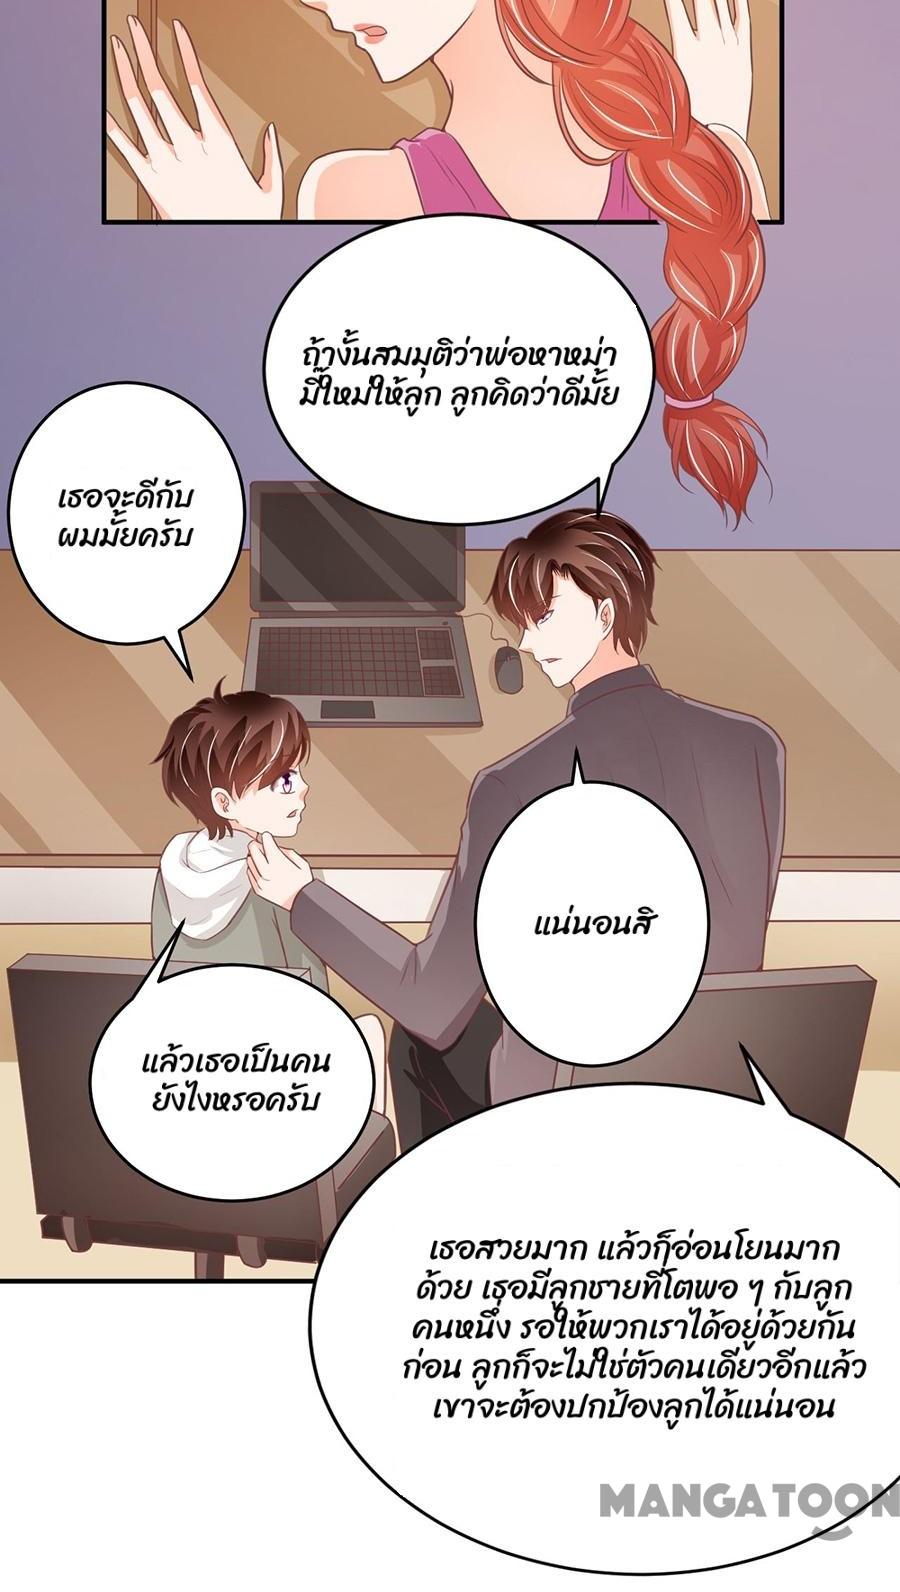 ถ้างั้นสมมุติว่าพ่อหาหม่า
มี๊ใหม่ให้ลูก ลูกคิดว่าดีมั้ย
เธอจะดีกับ
ผมมั้ยครับ
แน่นอนสิ
แล้วเธอเป็นคน
ยังไงหรอครับ
เธอสวยมาก แล้วก็อ่อนโยนมาก
ด้วย เธอมีลูกชายที่โตพอ ๆ กับลูก
คนหนึ่ง รอให้พวกเราได้อยู่ด้วยกัน
ก่อน ลูกก็จะไม่ใช่ตัวคนเดียวอีกแล้ว
เขาจะต้องปกป้องลูกได้แน่นอน
MANGATOON